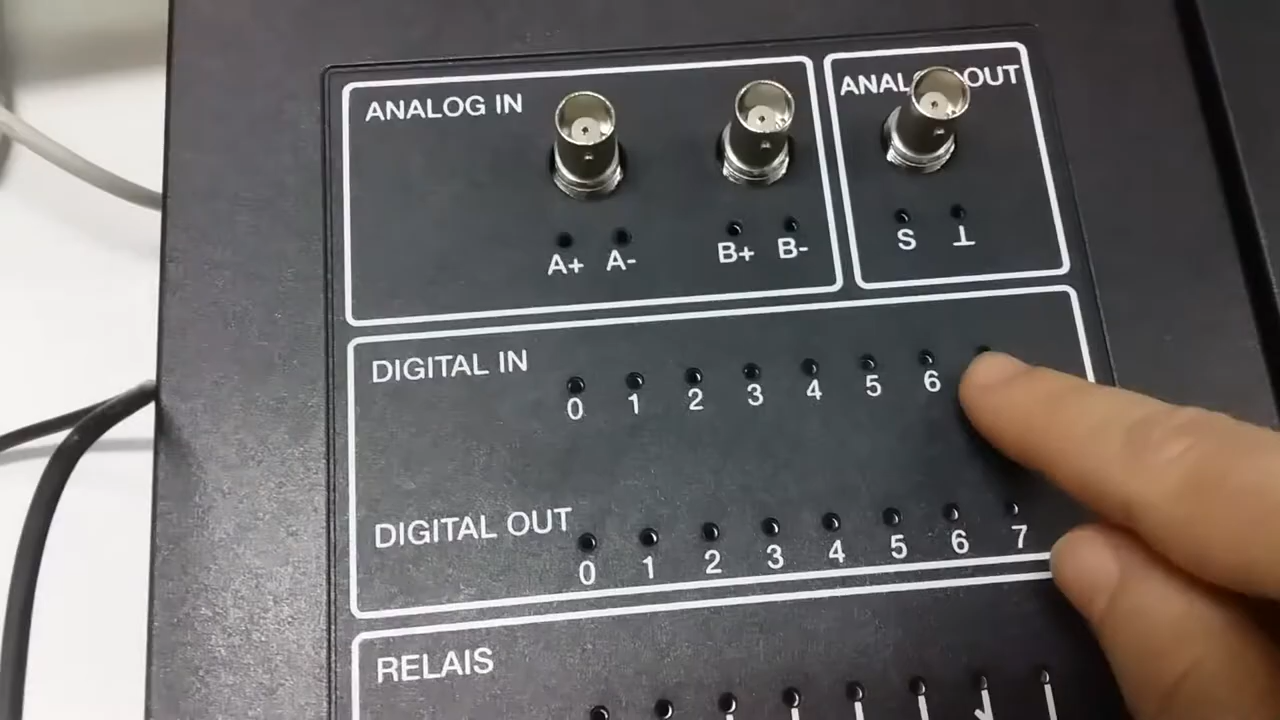 ANALOG IN
A+ A- B+ B-
OUT
S ⊥
DIGITAL IN
0 1 2 3 4 5 6
DIGITAL OUT
0 1 2 3 4 5 6 7
RELAIS